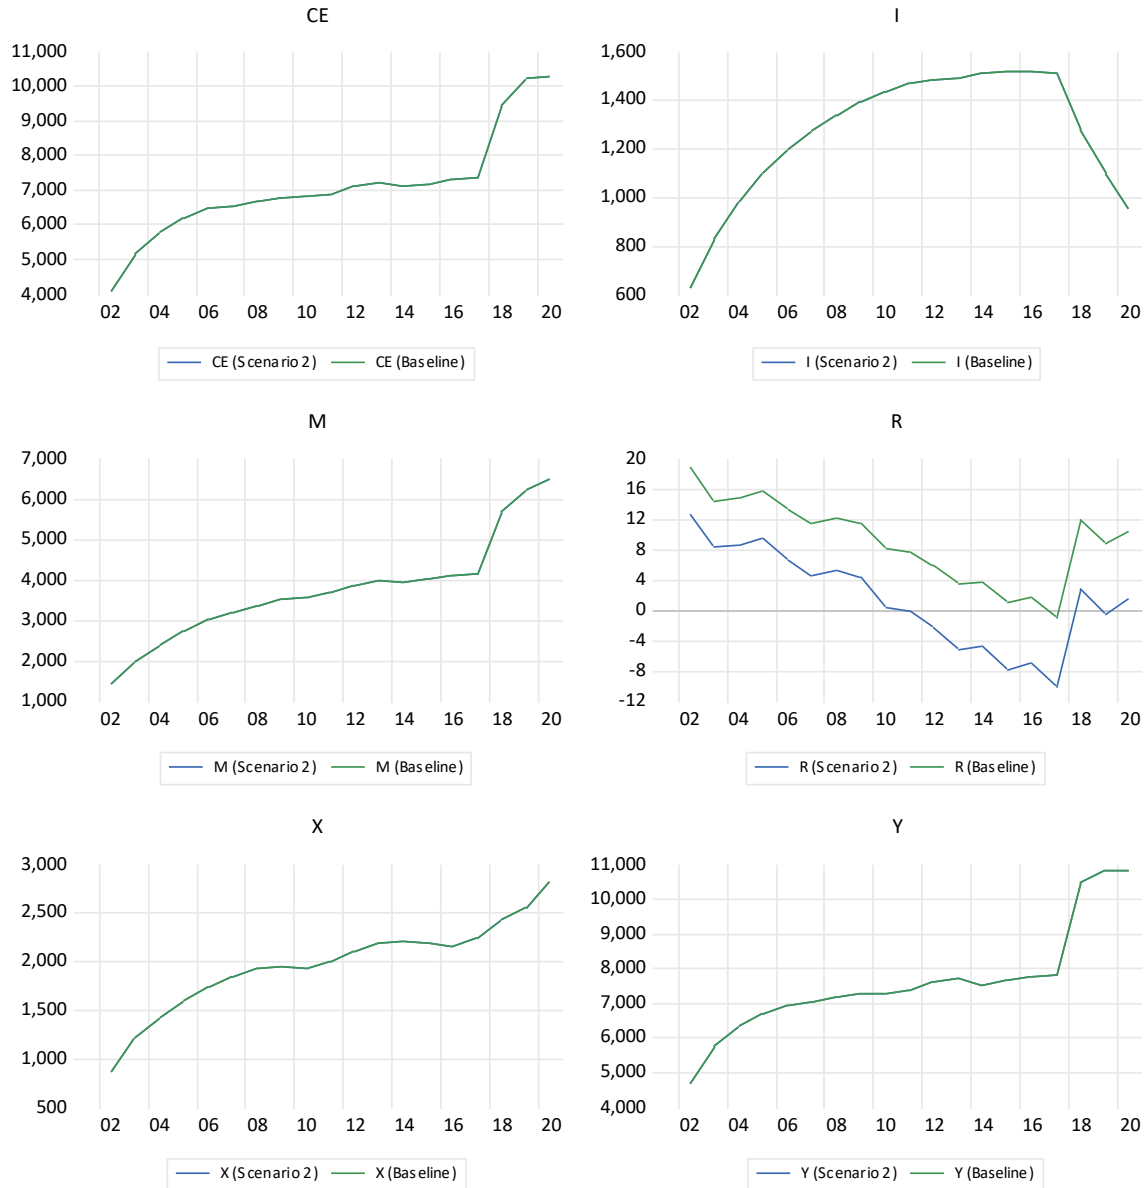 CE
11,000
10,000
9,000
8,000
7,000
6,000
5,000
4,000
02 04 06 08 10 12 14 16 18 20
CE (Scenario 2) CE (Baseline)
I
1,600
1,400
1,200
1,000
800
600
02 04 06 08 10 12 14 16 18 20
I (Scenario 2) I (Baseline)
M
7,000
6,000
5,000
4,000
3,000
2,000
1,000
02 04 06 08 10 12 14 16 18 20
M (Scenario 2) M (Baseline)
R
20
16
12
8
4
0
-4
-8
-12
02 04 06 08 10 12 14 16 18 20
R (Scenario 2) R (Baseline)
X
3,000
2,500
2,000
1,500
1,000
500
02 04 06 08 10 12 14 16 18 20
X (Scenario 2) X (Baseline)
Y
11,000
10,000
9,000
8,000
7,000
6,000
5,000
4,000
02 04 06 08 10 12 14 16 18 20
Y (Scenario 2) Y (Baseline)